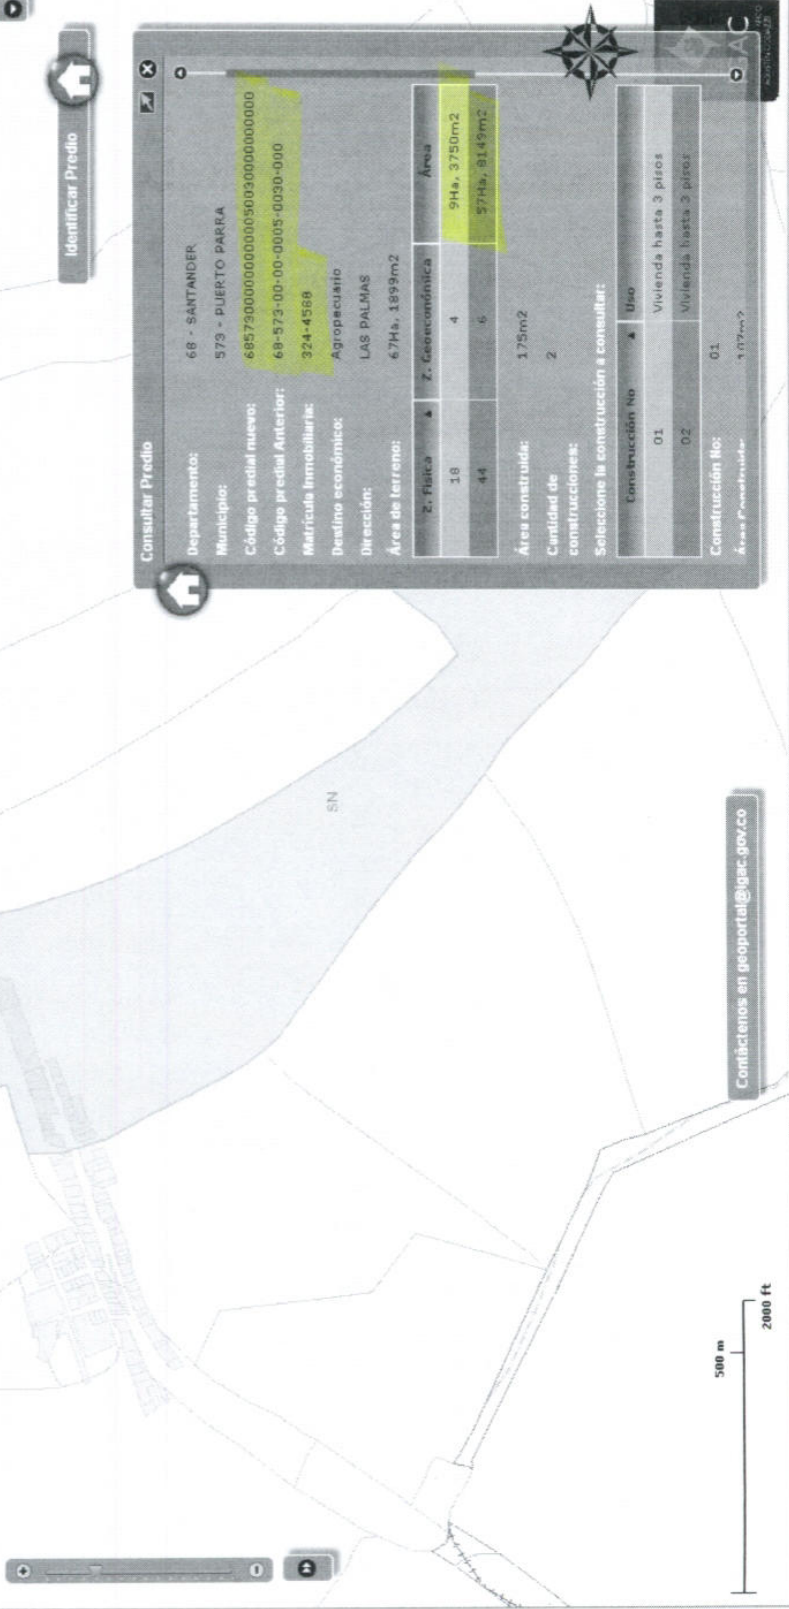 Identificar Predio
Consultar Predio
Departamento: 68 - SANTANDER
Municipio: 573 - PUERTO PARRA
Código predial nuevo:
Código predial Anterior: 68-573-00-00-0005-0030-000
Matrícula Inmobiliaria: 324-4588
Destino económico: Agropecuario
Dirección: LAS PALMAS
Área de terreno: 67Ha, 1899m2
Z. Física ▲ Z. Geoeconómica Área
18 4 9Ha, 3750m2
44 6 57Ha, 8149m2
Área construida: 175m2
Cantidad de construcciones: 2
Seleccione la construcción a consultar:
Construcción No ▲ Uso
01 Vivienda hasta 3 pisos
02 Vivienda hasta 3 pisos
Construcción No: 01
SN
Contáctenos en geoportal@igac.gov.co
500 m
2000 ft